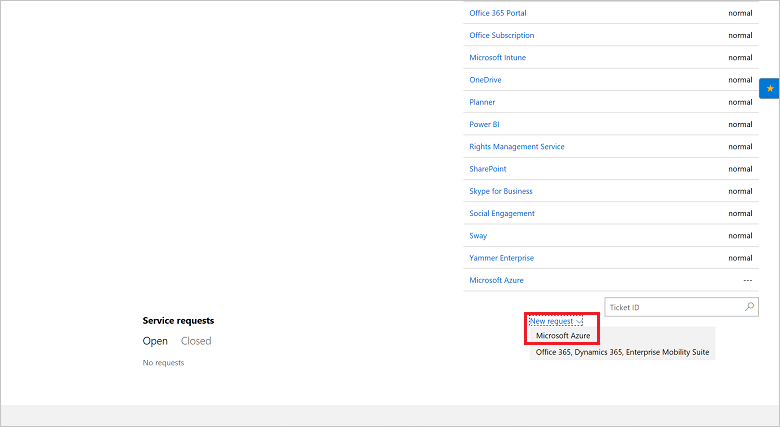 Office 365 Portal normal
Office Subscription normal
Microsoft Intune normal
OneDrive normal
Planner normal
Power BI normal
Rights Management Service normal
SharePoint normal
Skype for Business normal
Social Engagement normal
Sway normal
Yammer Enterprise normal
Microsoft Azure ---
Ticket ID
Service requests
New request
Open Closed
Microsoft Azure
Office 365, Dynamics 365, Enterprise Mobility Suite
No requests